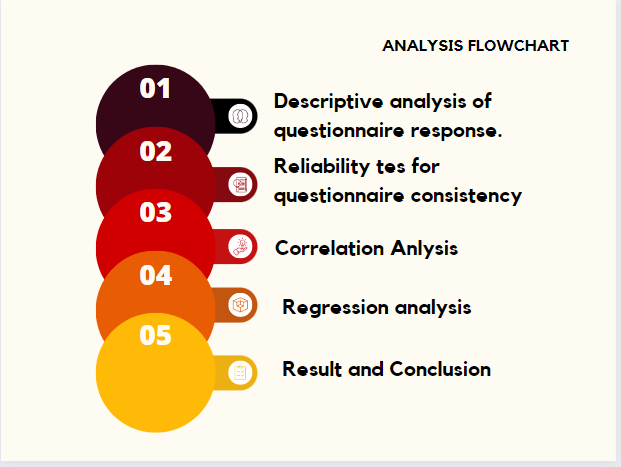 ANALYSIS FLOWCHART
01
Descriptive analysis of
questionnaire response.
02
Reliability tes for
questionnaire consistency
03
Correlation Anlysis
04
Regression analysis
05
Result and Conclusion